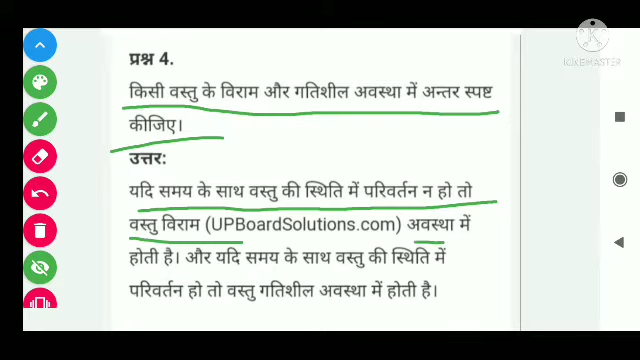 प्रश्न 4.
किसी वस्तु के विराम और गतिशील अवस्था में अन्तर स्पष्ट
कीजिए।
उत्तर:
यदि समय के साथ वस्तु की स्थिति में परिवर्तन न हो तो
वस्तु विराम (UPBoardSolutions.com) अवस्था में
होती है। और यदि समय के साथ वस्तु की स्थिति में
परिवर्तन हो तो वस्तु गतिशील अवस्था में होती है।
K
KINEMASTER